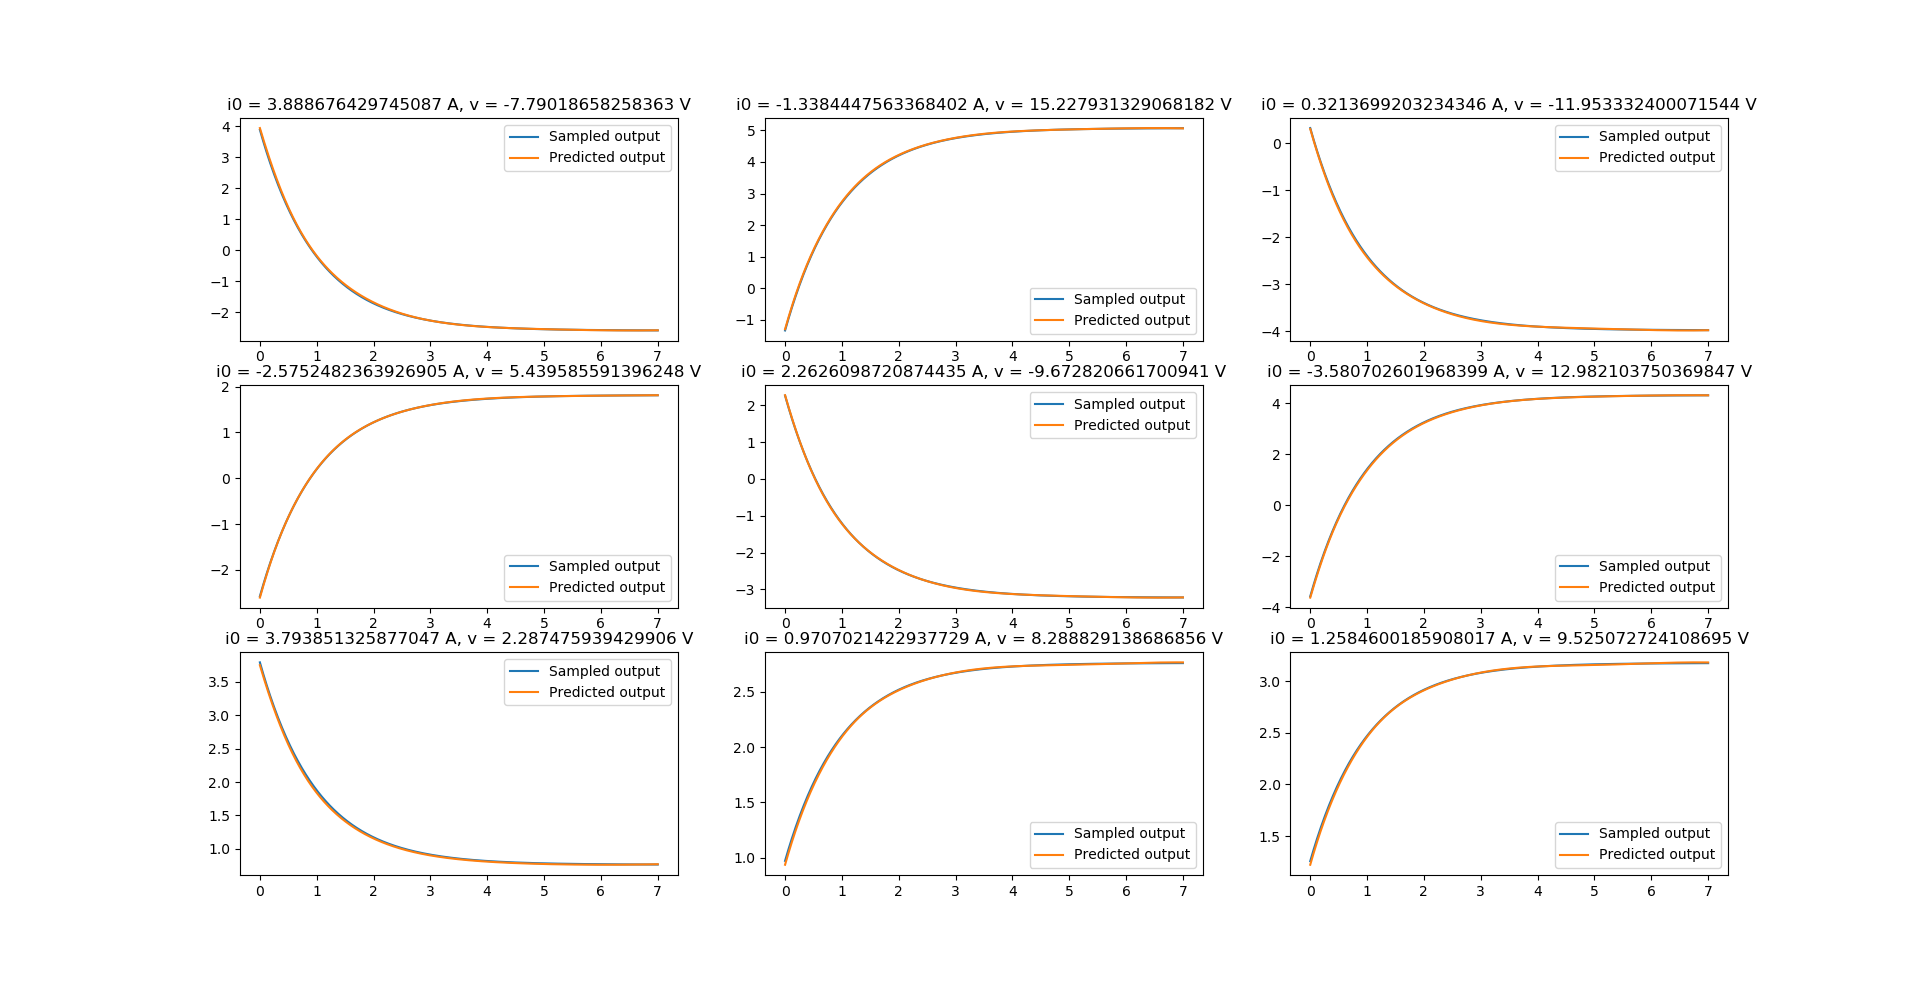 i0 = 3.888676429745087 A, v = -7.79018658258363 V
4
3
2
1
0
−1
−2
0 1 2 3 4 5 6 7
Sampled output
Predicted output
i0 = -1.3384447563368402 A, v = 15.227931329068182 V
5
4
3
2
1
0
−1
0 1 2 3 4 5 6 7
Sampled output
Predicted output
i0 = 0.3213699203234346 A, v = -11.953332400071544 V
0
−1
−2
−3
−4
0 1 2 3 4 5 6 7
Sampled output
Predicted output
i0 = -2.5752482363926905 A, v = 5.439585591396248 V
2
1
0
−1
−2
0 1 2 3 4 5 6 7
Sampled output
Predicted output
i0 = 2.2626098720874435 A, v = -9.672820661700941 V
2
1
0
−1
−2
−3
0 1 2 3 4 5 6 7
Sampled output
Predicted output
i0 = -3.580702601968399 A, v = 12.982103750369847 V
4
2
0
−2
−4
0 1 2 3 4 5 6 7
Sampled output
Predicted output
i0 = 3.793851325877047 A, v = 2.287475939429906 V
3.5
3.0
2.5
2.0
1.5
1.0
0 1 2 3 4 5 6 7
Sampled output
Predicted output
i0 = 0.9707021422937729 A, v = 8.288829138686856 V
2.5
2.0
1.5
1.0
0 1 2 3 4 5 6 7
Sampled output
Predicted output
i0 = 1.2584600185908017 A, v = 9.525072724108695 V
3.0
2.5
2.0
1.5
0 1 2 3 4 5 6 7
Sampled output
Predicted output